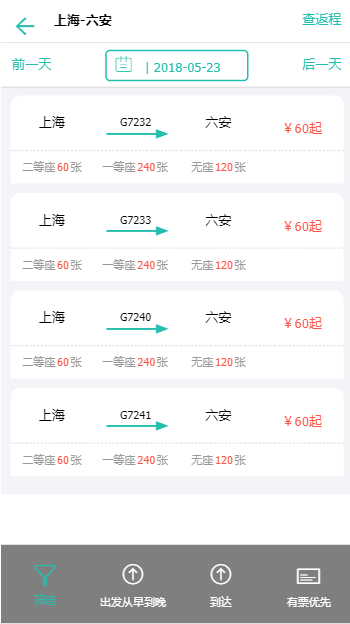 上海-六安 查返程
前一天 | 2018-05-23 后一天
上海 G7232 六安 ￥60起
二等座60张 一等座240张 无座120张
上海 G7233 六安 ￥60起
二等座60张 一等座240张 无座120张
上海 G7240 六安 ￥60起
二等座60张 一等座240张 无座120张
上海 G7241 六安 ￥60起
二等座60张 一等座240张 无座120张
筛选 出发从早到晚 到达 有票优先